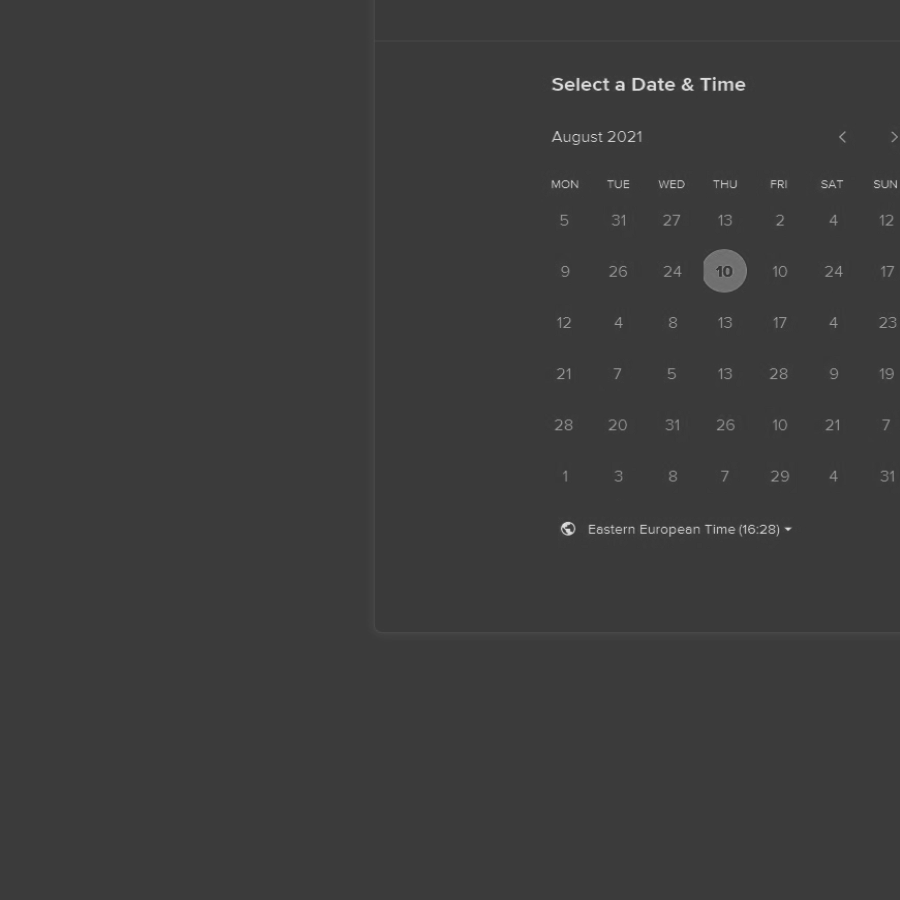 Select a Date & Time
August 2021
MON TUE WED THU FRI SAT SUN
5 31 27 13 2 4 12
9 26 24 10 10 24 17
12 4 8 13 17 4 23
21 7 5 13 28 9 19
28 20 31 26 10 21 7
1 3 8 7 29 4 31
Eastern European Time (16:28)